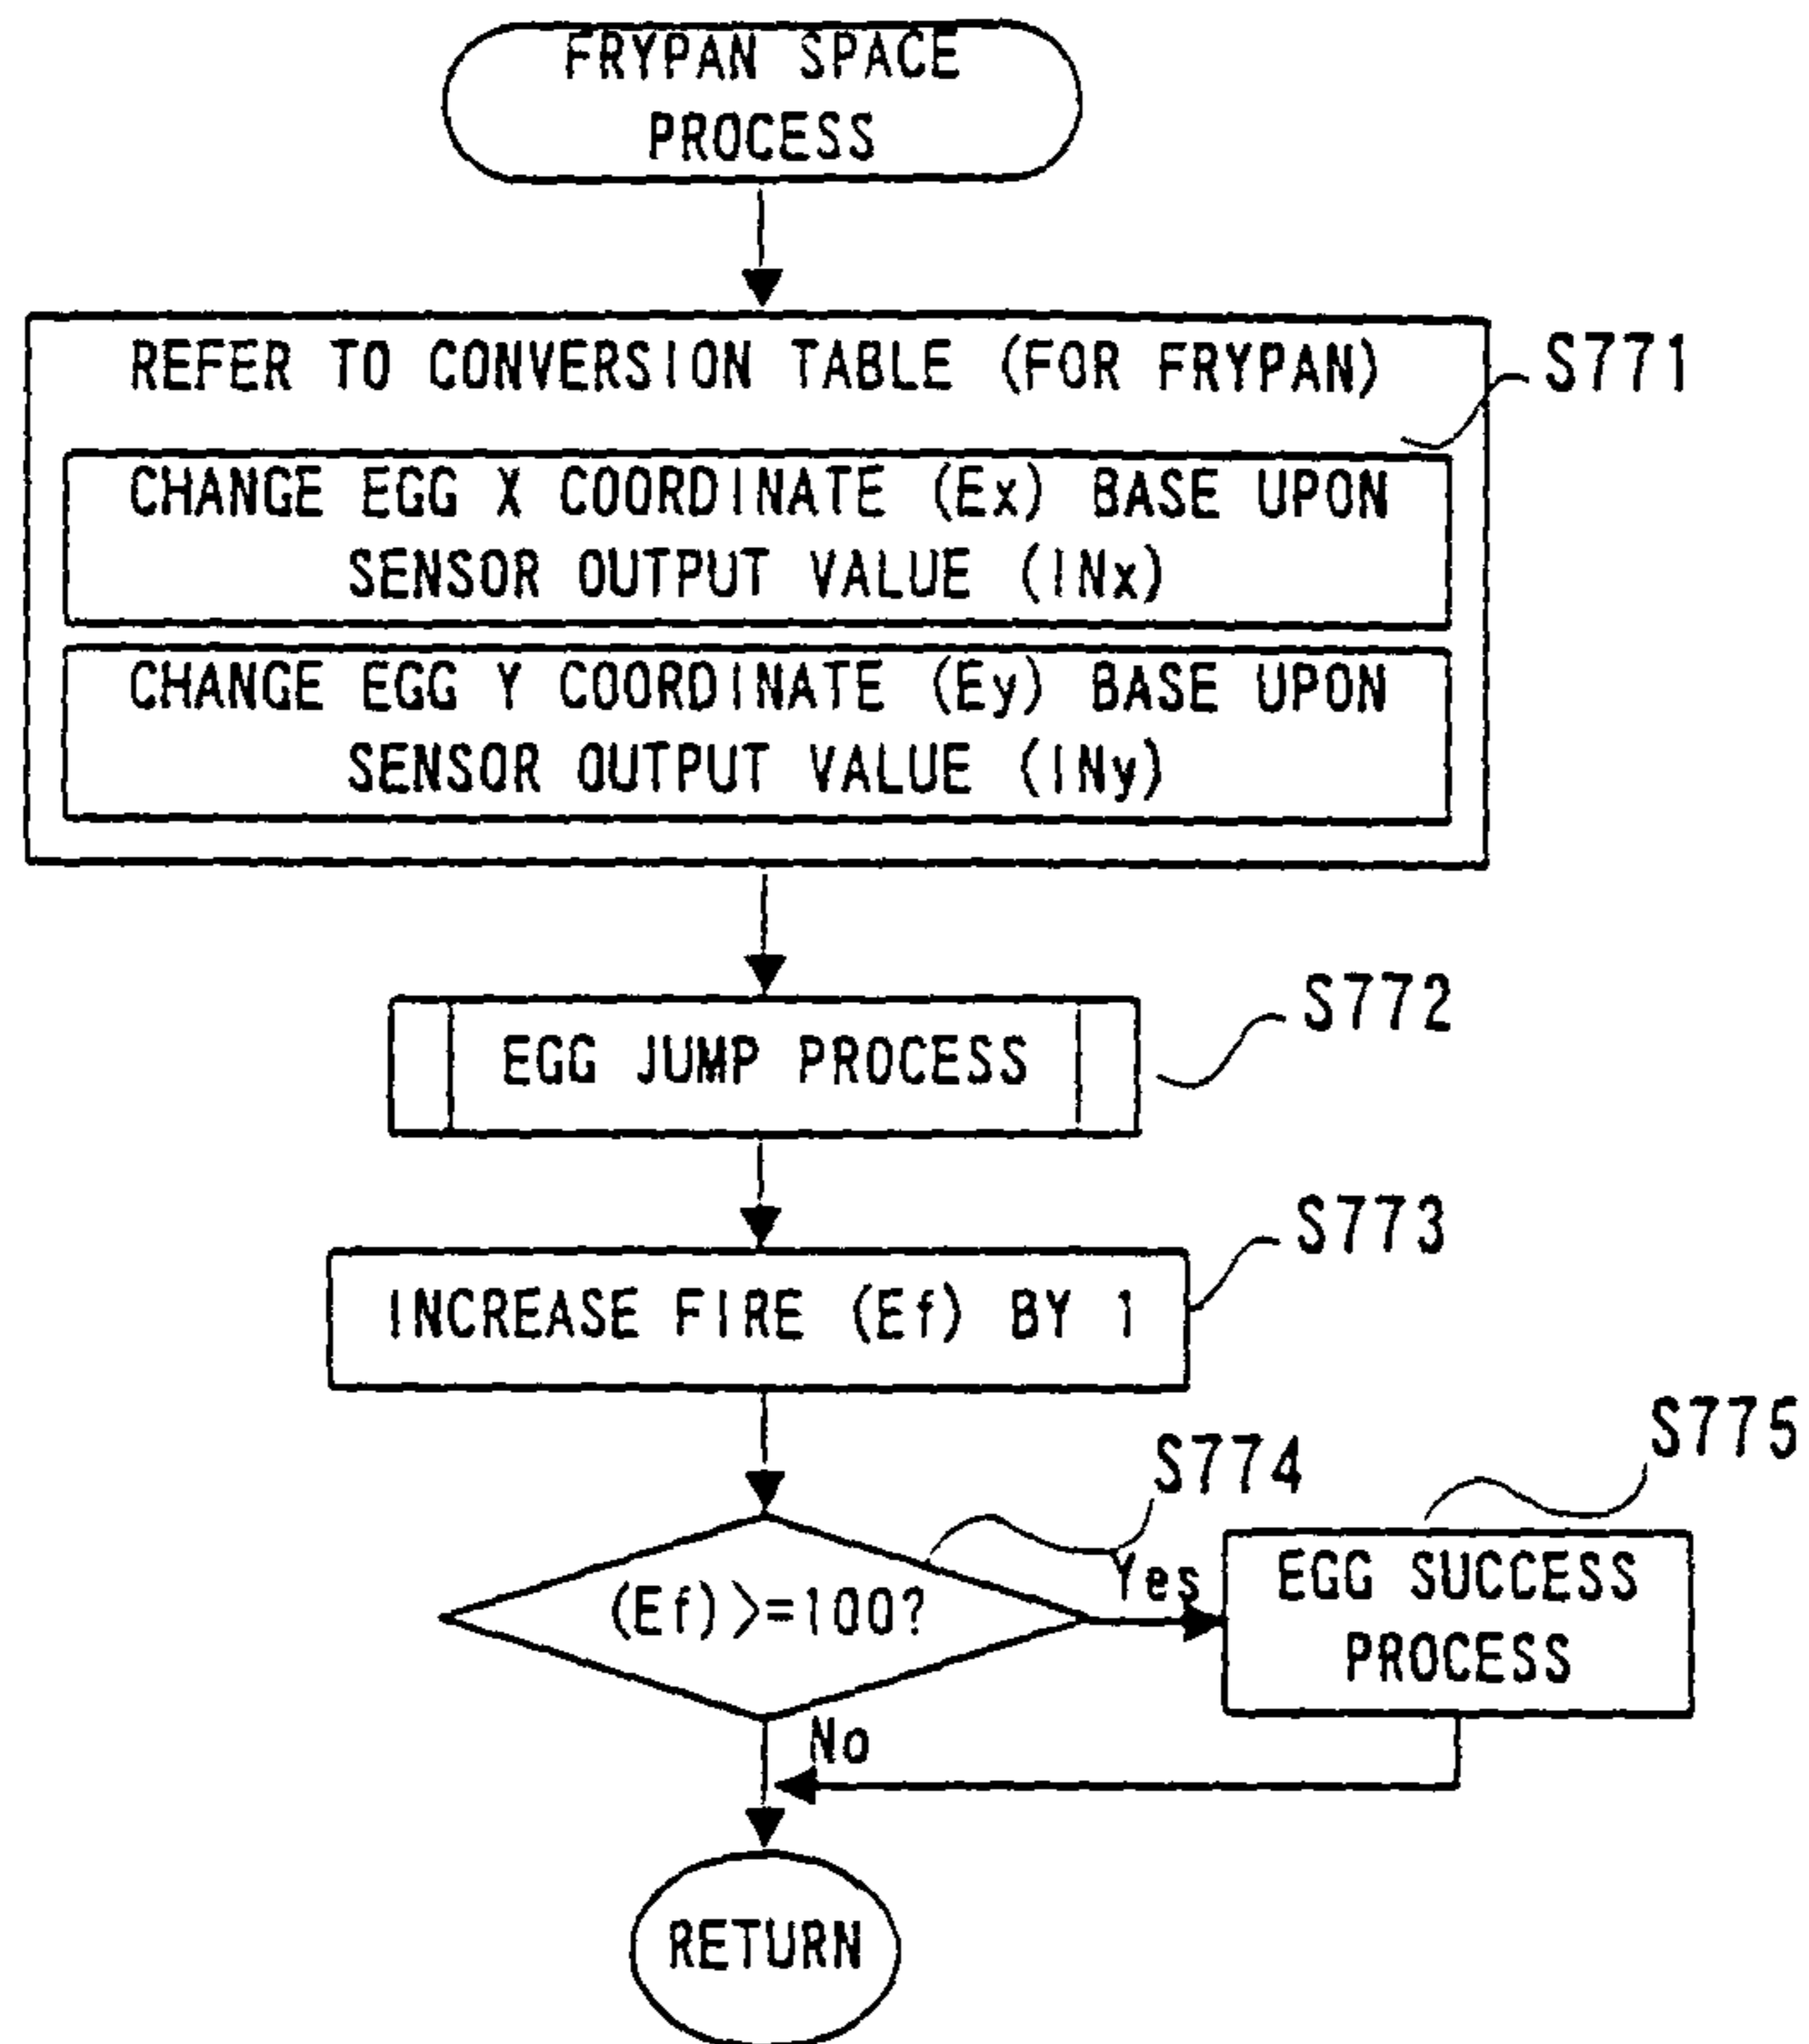 FRYPAN SPACE
PROCESS
REFER TO CONVERSION TABLE (FOR FRYPAN)
S771
CHANGE EGG X COORDINATE (Ex) BASE UPON
SENSOR OUTPUT VALUE (INx)
CHANGE EGG Y COORDINATE (Ey) BASE UPON
SENSOR OUTPUT VALUE (INy)
S772
EGG JUMP PROCESS
S773
INCREASE FIRE (Ef) BY 1
S774
S775
(Ef)>=100?
Yes
EGG SUCCESS
PROCESS
No
RETURN